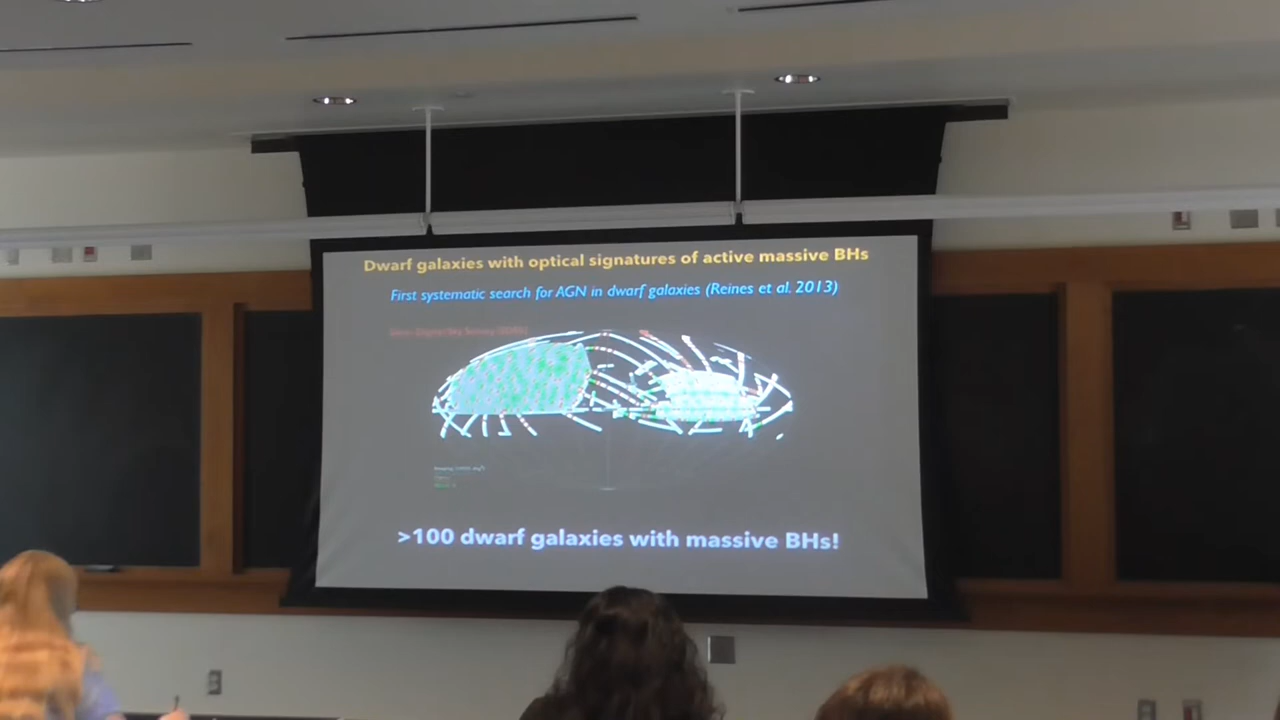 Dwarf galaxies with optical signatures of active massive BHs
First systematic search for AGN in dwarf galaxies (Reines et al. 2013)
>100 dwarf galaxies with massive BHs!